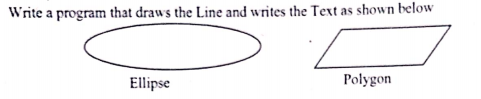 Write a program that draws the Line and writes the Text as shown below
Ellipse
Polygon